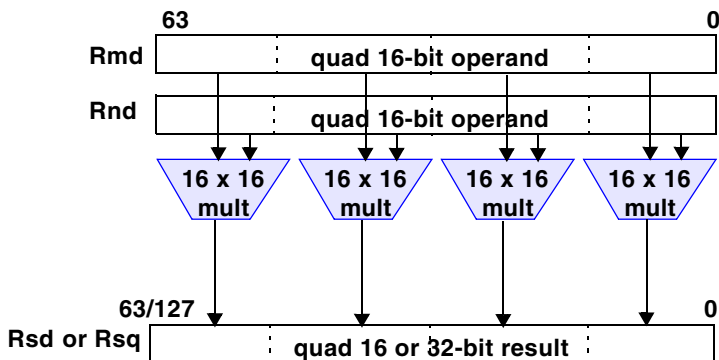 63 0
Rmd quad 16-bit operand
Rnd quad 16-bit operand
16 x 16 16 x 16 16 x 16 16 x 16
mult mult mult mult
63/127 0
Rsd or Rsq quad 16 or 32-bit result